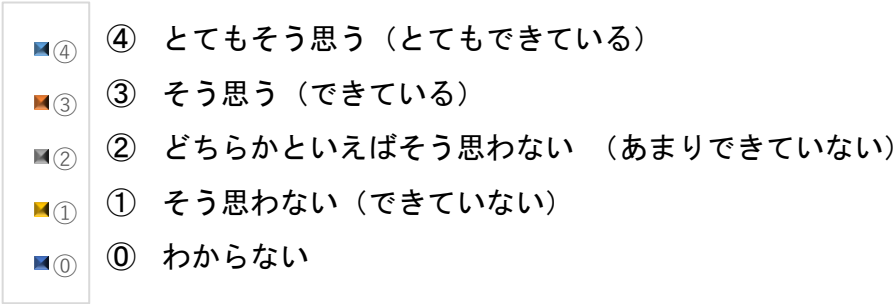 ④ ④ とてもそう思う（とてもできている）
③ ③ そう思う（できている）
② ② どちらかといえばそう思わない （あまりできていない）
① ① そう思わない（できていない）
⓪ ⓪ わからない